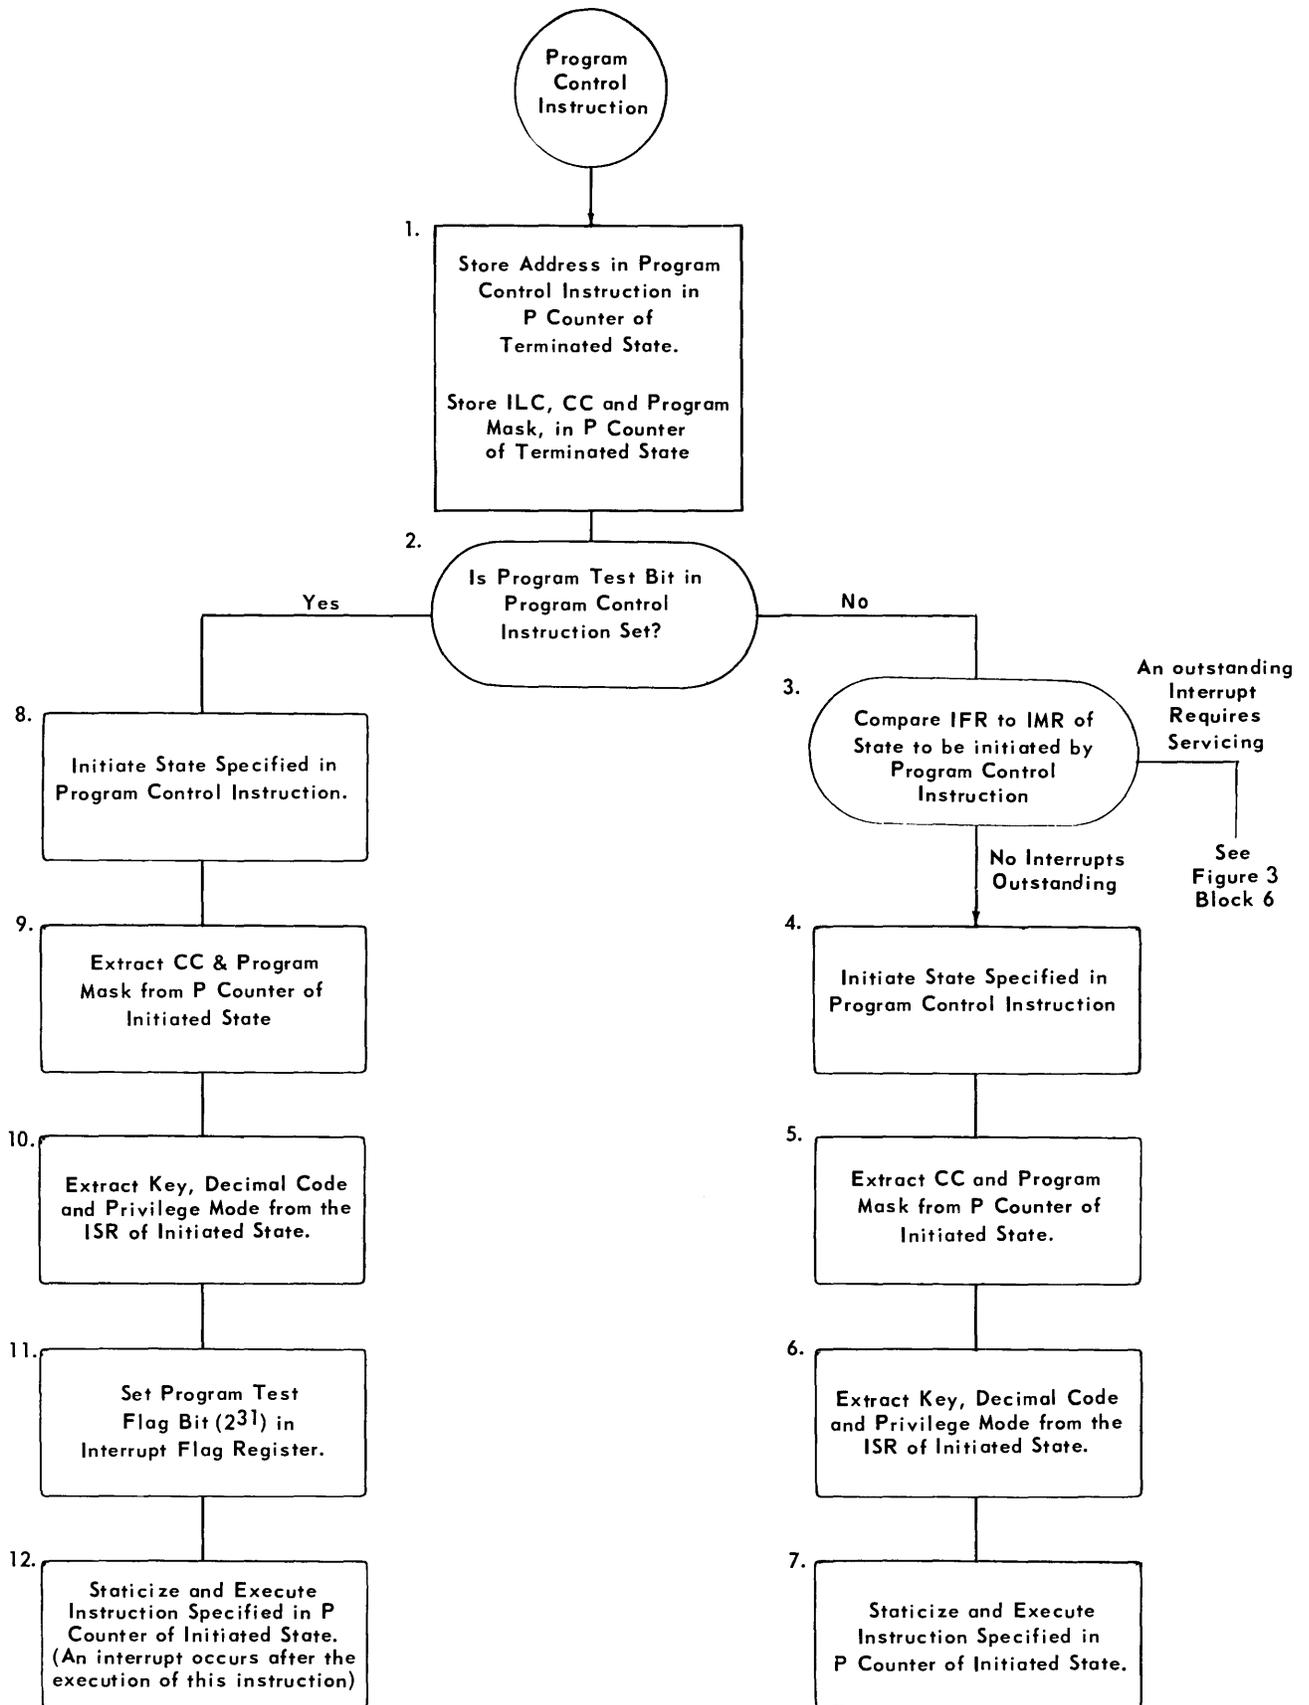 Program
Control
Instruction
1.
Store Address in Program
Control Instruction in
P Counter of
Terminated State.
Store ILC, CC and Program
Mask, in P Counter
of Terminated State
2.
Is Program Test Bit in
Program Control
Instruction Set?
Yes
No
3.
Compare IFR to IMR of
State to be initiated by
Program Control
Instruction
An outstanding
Interrupt
Requires
Servicing
See
Figure 3
Block 6
No Interrupts
Outstanding
8.
Initiate State Specified in
Program Control Instruction.
9.
Extract CC & Program
Mask from P Counter of
Initiated State
10.
Extract Key, Decimal Code
and Privilege Mode from the
ISR of Initiated State.
11.
Set Program Test
Flag Bit (2³¹) in
Interrupt Flag Register.
12.
Staticize and Execute
Instruction Specified in P
Counter of Initiated State.
(An interrupt occurs after the
execution of this instruction)
4.
Initiate State Specified in
Program Control Instruction
5.
Extract CC and Program
Mask from P Counter of
Initiated State.
6.
Extract Key, Decimal Code
and Privilege Mode from the
ISR of Initiated State.
7.
Staticize and Execute
Instruction Specified in
P Counter of Initiated State.